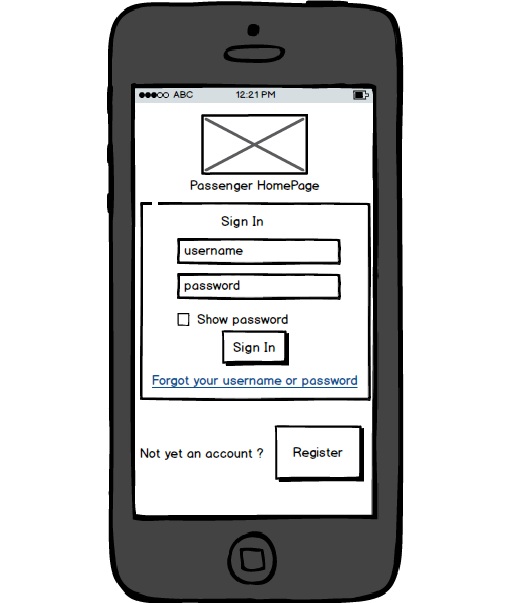 ABC 12:21 PM
Passenger HomePage
Sign In
username
password
Show password
Sign In
Forgot your username or password
Not yet an account ? Register